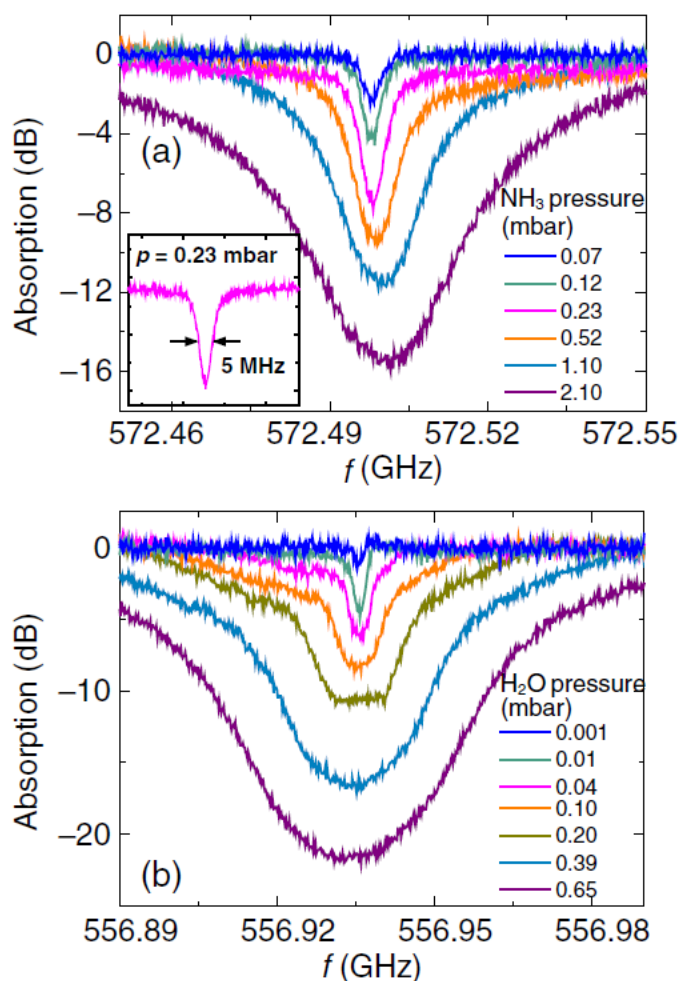 0
−4
−8
−12
−16
Absorption (dB)
(a)
NH₃ pressure
(mbar)
0.07
0.12
0.23
0.52
1.10
2.10
p = 0.23 mbar
5 MHz
572.46 572.49 572.52 572.55
f (GHz)
0
−10
−20
Absorption (dB)
(b)
H₂O pressure
(mbar)
0.001
0.01
0.04
0.10
0.20
0.39
0.65
556.89 556.92 556.95 556.98
f (GHz)